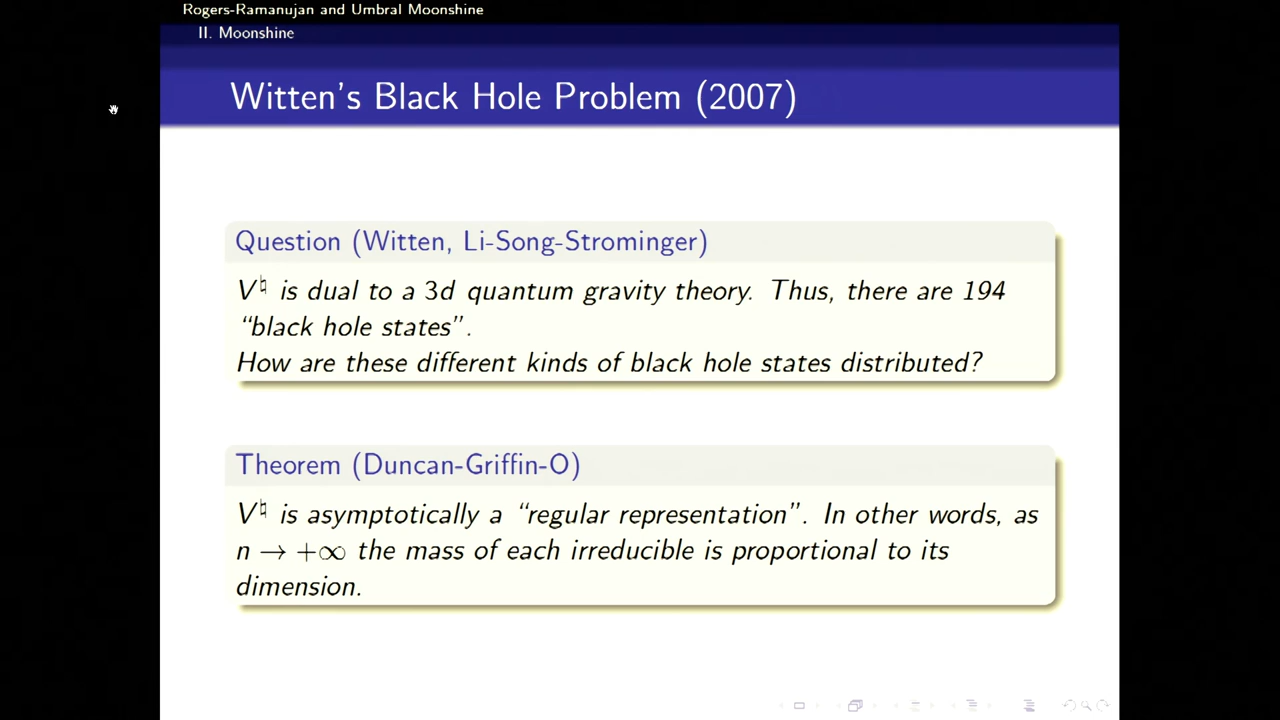 Rogers-Ramanujan and Umbral Moonshine
II. Moonshine
Witten's Black Hole Problem (2007)
Question (Witten, Li-Song-Strominger)
V♮ is dual to a 3d quantum gravity theory. Thus, there are 194
“black hole states”.
How are these different kinds of black hole states distributed?
Theorem (Duncan-Griffin-O)
V♮ is asymptotically a “regular representation”. In other words, as
n → +∞ the mass of each irreducible is proportional to its
dimension.